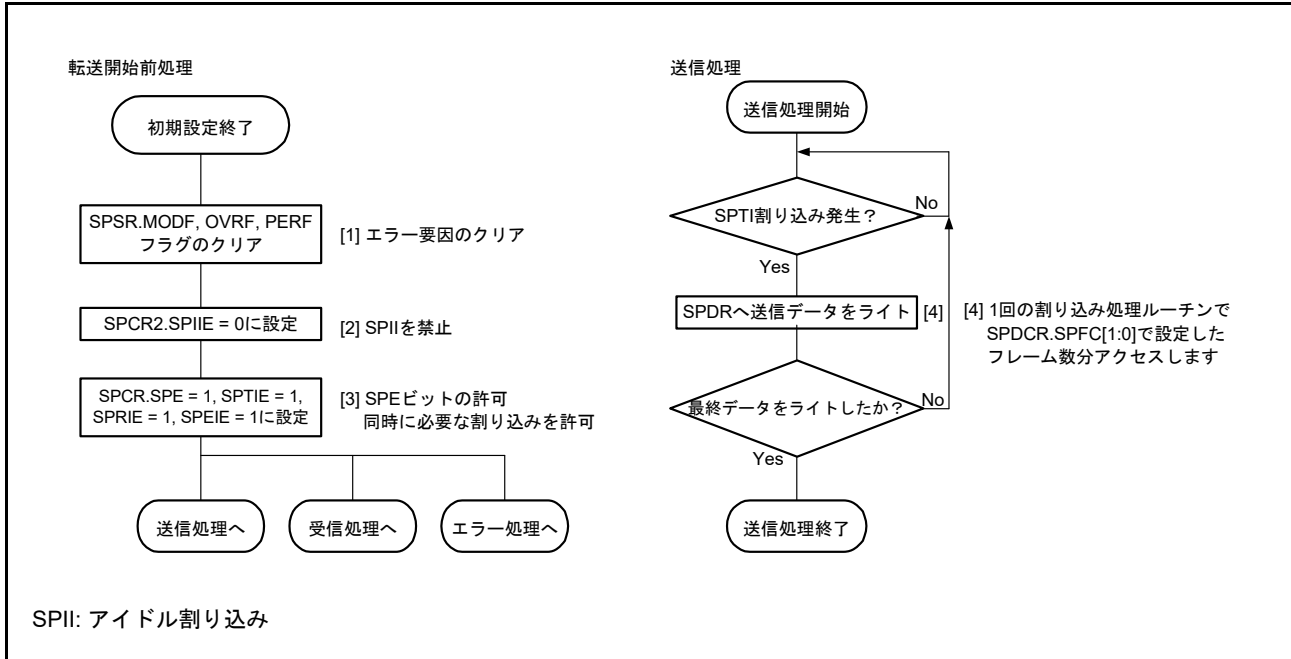 転送開始前処理
初期設定終了
SPSR.MODF, OVRF, PERF
フラグのクリア
[1] エラー要因のクリア
SPCR2.SPIIE = 0に設定
[2] SPIIを禁止
SPCR.SPE = 1, SPTIE = 1,
SPRIE = 1, SPEIE = 1に設定
[3] SPEビットの許可
同時に必要な割り込みを許可
送信処理へ
受信処理へ
エラー処理へ
送信処理
送信処理開始
SPTI割り込み発生？
No
Yes
SPDRへ送信データをライト
[4]
[4] 1回の割り込み処理ルーチンで
SPDCR.SPFC[1:0]で設定した
フレーム数分アクセスします
最終データをライトしたか？
No
Yes
送信処理終了
SPII: アイドル割り込み